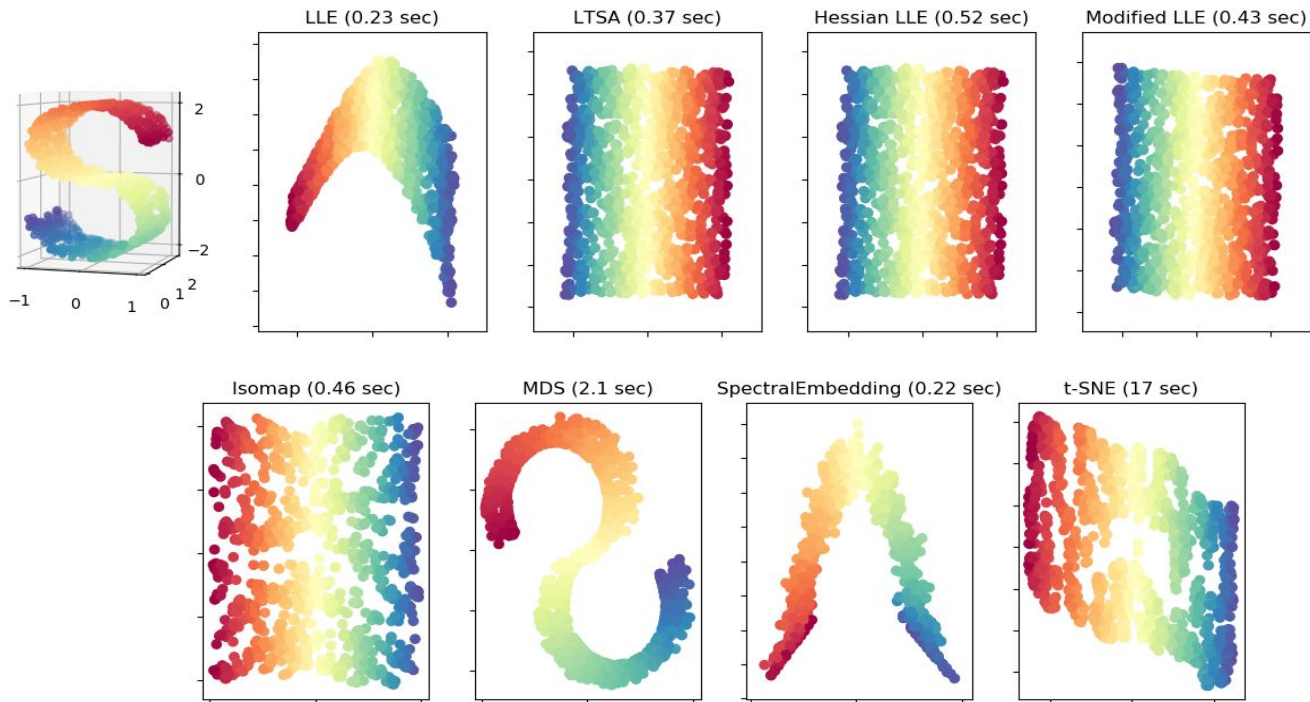 LLE (0.23 sec)
LTSA (0.37 sec)
Hessian LLE (0.52 sec)
Modified LLE (0.43 sec)
2
0
−2
−1
0
1
0
1
2
Isomap (0.46 sec)
MDS (2.1 sec)
SpectralEmbedding (0.22 sec)
t-SNE (17 sec)